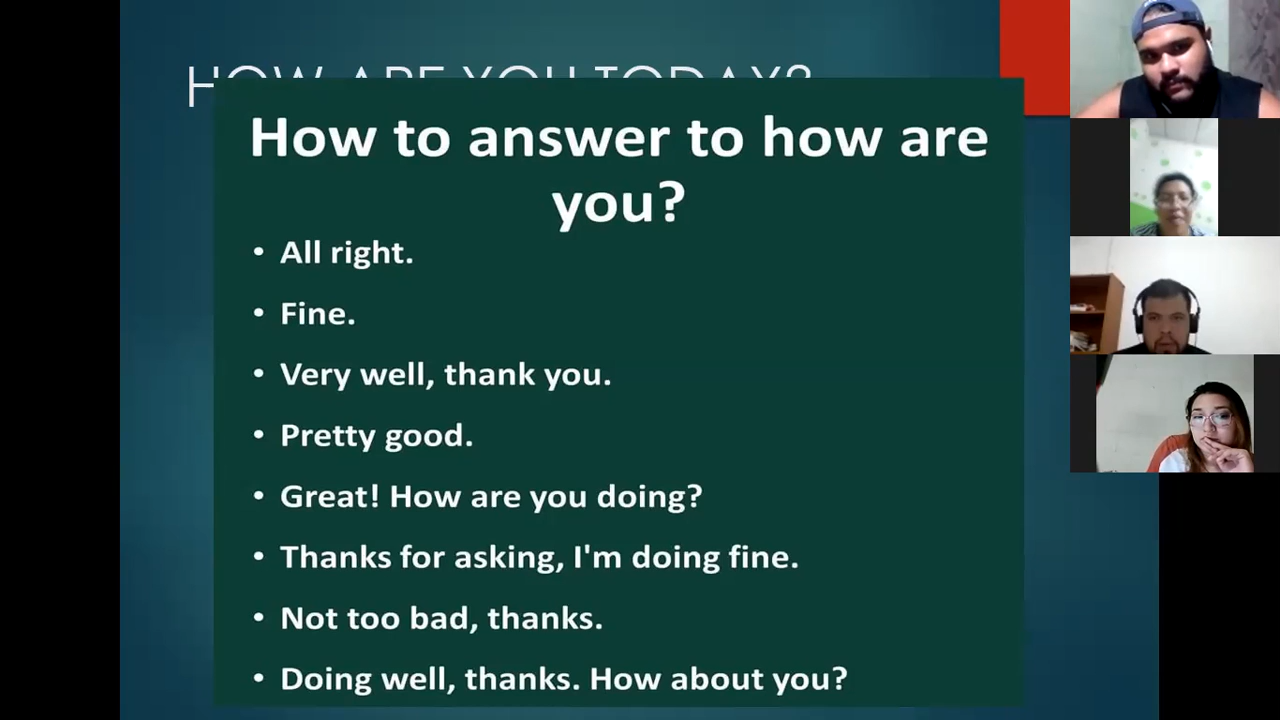 HOW ARE YOU TODAY?
How to answer to how are
you?
• All right.
• Fine.
• Very well, thank you.
• Pretty good.
• Great! How are you doing?
• Thanks for asking, I'm doing fine.
• Not too bad, thanks.
• Doing well, thanks. How about you?